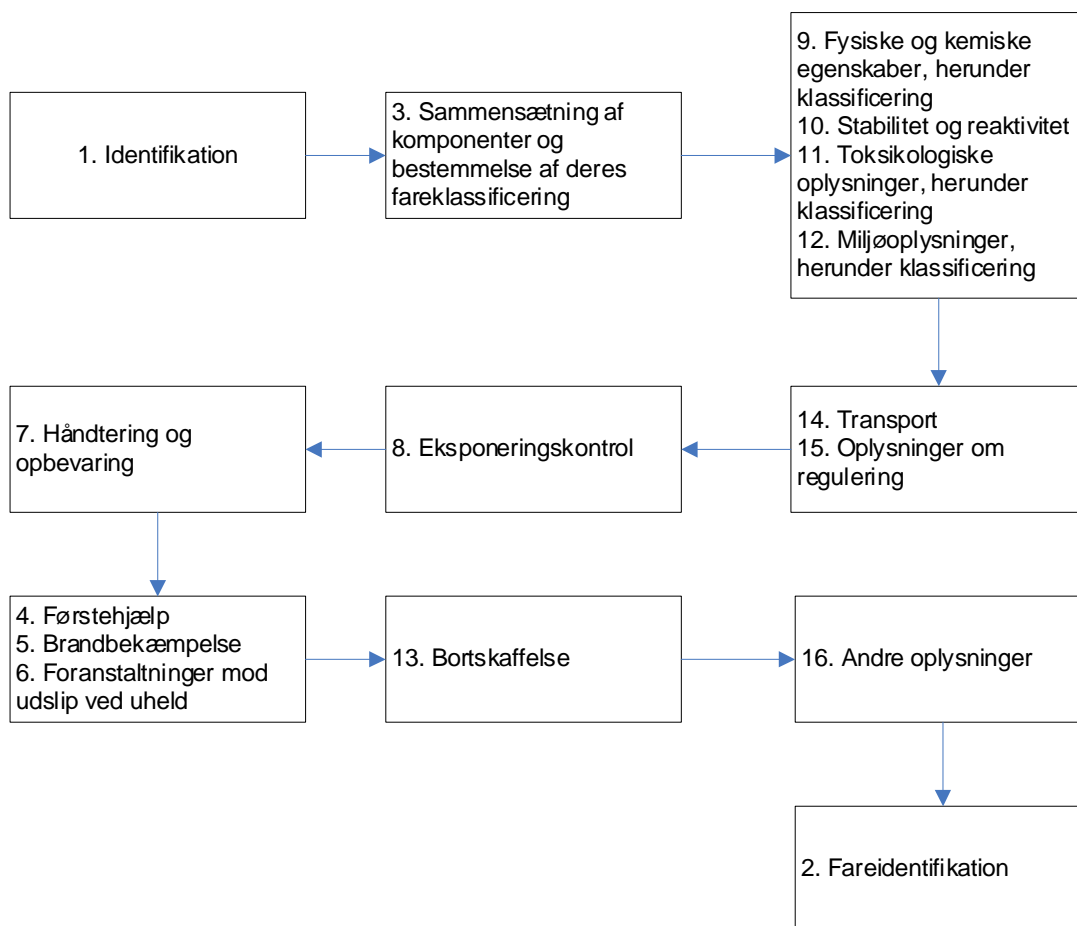 1. Identifikation
3. Sammensætning af
komponenter og
bestemmelse af deres
fareklassificering
9. Fysiske og kemiske
egenskaber, herunder
klassificering
10. Stabilitet og reaktivitet
11. Toksikologiske
oplysninger, herunder
klassificering
12. Miljøoplysninger,
herunder klassificering
14. Transport
15. Oplysninger om
regulering
8. Eksponeringskontrol
7. Håndtering og
opbevaring
4. Førstehjælp
5. Brandbekæmpelse
6. Foranstaltninger mod
udslip ved uheld
13. Bortskaffelse
16. Andre oplysninger
2. Fareidentifikation